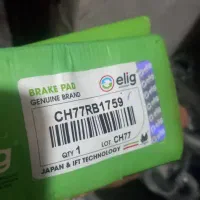 BRAKE PAD
GENUINE BRAND
elig
CH77RB1759
QTY 1
LOT CH77
JAPAN & IFT TECHNOLOGY